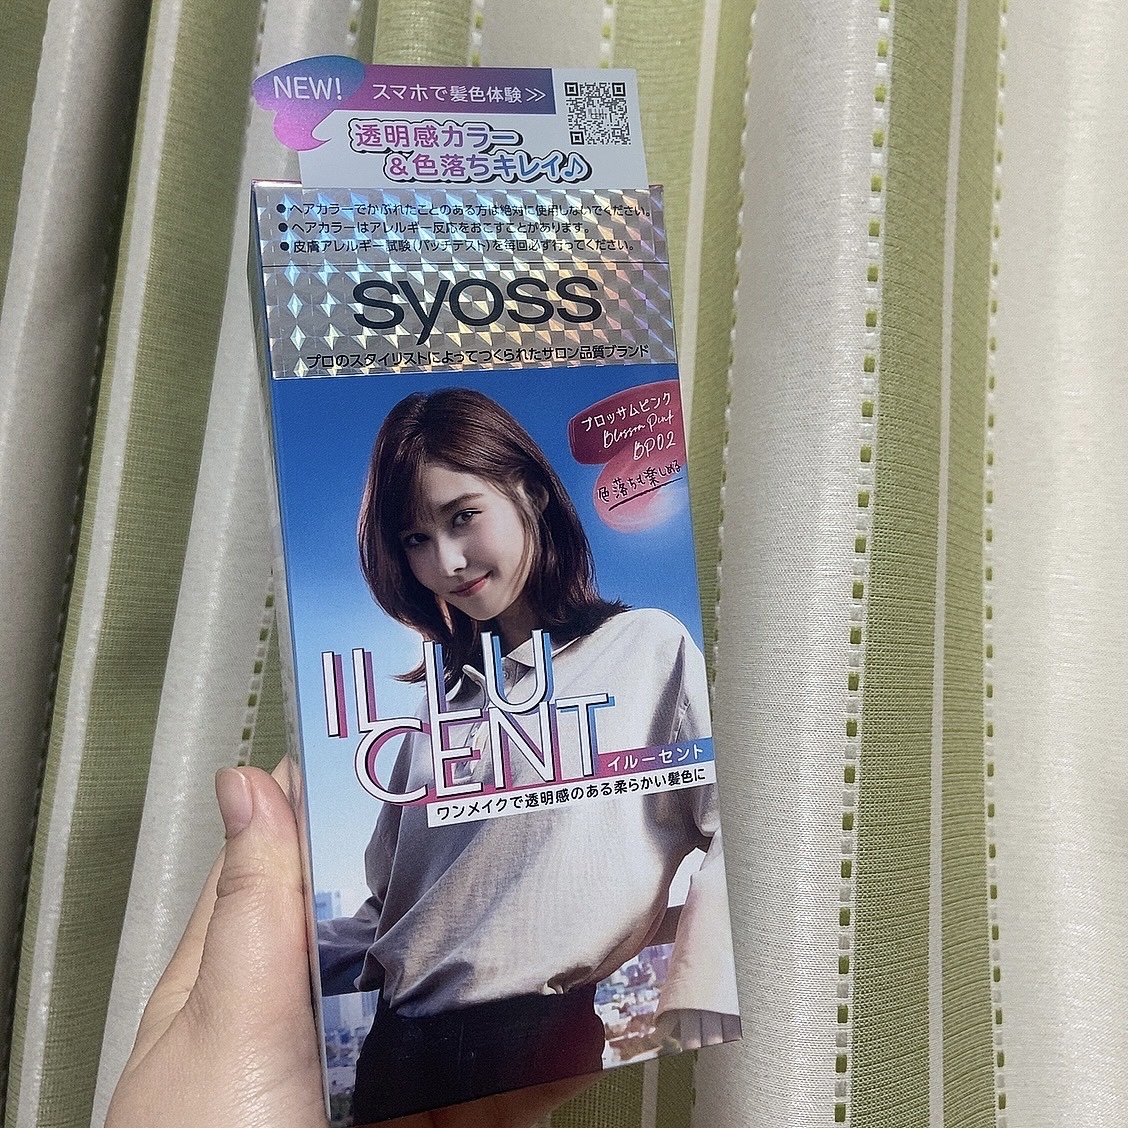 NEW!
スマホで髪色体験≫
透明感カラー
&色落ちキレイ♪
●ヘアカラーでかぶれたことのある方は絶対に使用しないでください。
●ヘアカラーはアレルギー反応をおこすことがあります。
●皮膚アレルギー試験(パッチテスト)を毎回必ず行ってください。
syoss
プロのスタイリストによってつくられたサロン品質ブランド
ブロッサムピンク
Blossom Pink
BP02
色落ちも楽しめる
ILLU
CENT
イルーセント
ワンメイクで透明感のある柔らかい髪色に